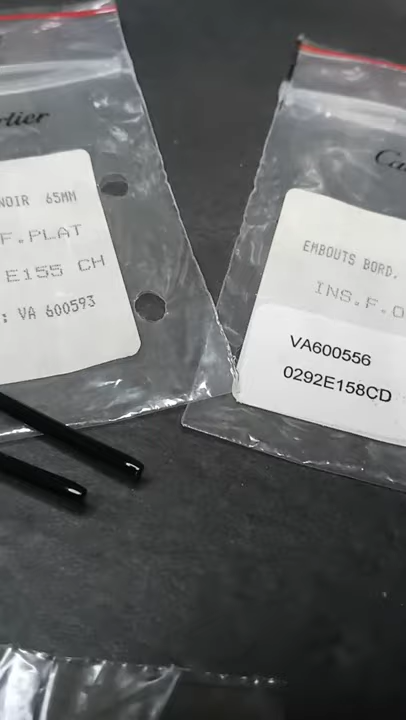 rtier
NOIR 65MM
F.PLAT
E155 CH
: VA 600593
Ca
EMBOUTS BORD.
INS.F.O
VA600556
0292E158CD